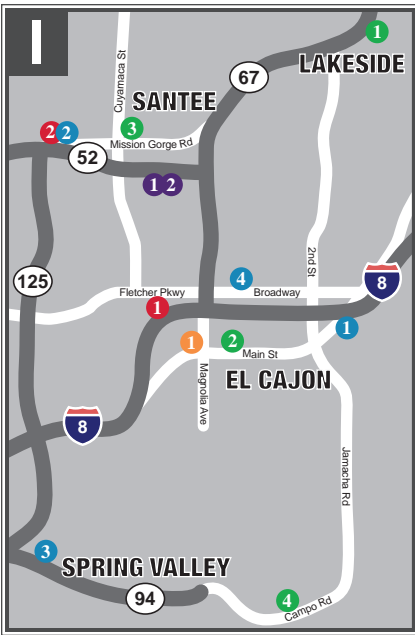 I
1
LAKESIDE
Cuyamaca St
67
SANTEE
2 2
3
Mission Gorge Rd
52
1 2
2nd St
125
4
8
Fletcher Pkwy
Broadway
1
1
1
2
Main St
EL CAJON
Magnolia Ave
8
Jamacha Rd
3
SPRING VALLEY
94
4
Campo Rd